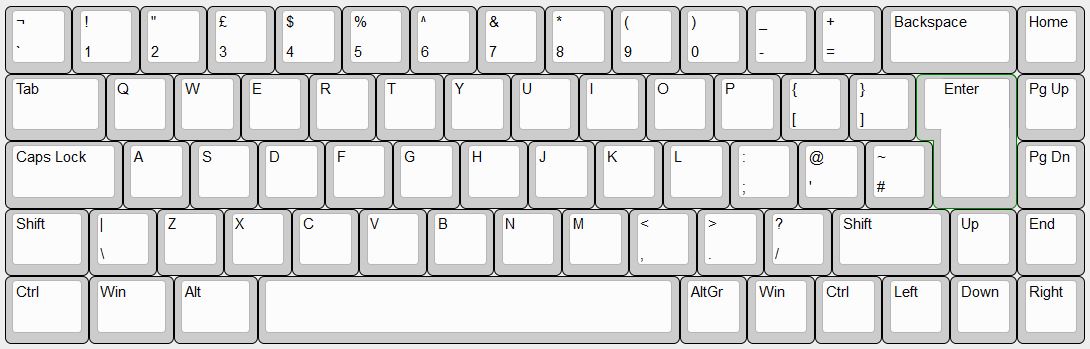 ¬ ! " £ $ % ^ & * ( ) _ + Backspace Home
` 1 2 3 4 5 6 7 8 9 0 - =
Tab Q W E R T Y U I O P { } Enter Pg Up
[ ]
Caps Lock A S D F G H J K L : @ ~ Pg Dn
; ' #
Shift | Z X C V B N M < > ? Shift Up End
\ , . /
Ctrl Win Alt AltGr Win Ctrl Left Down Right